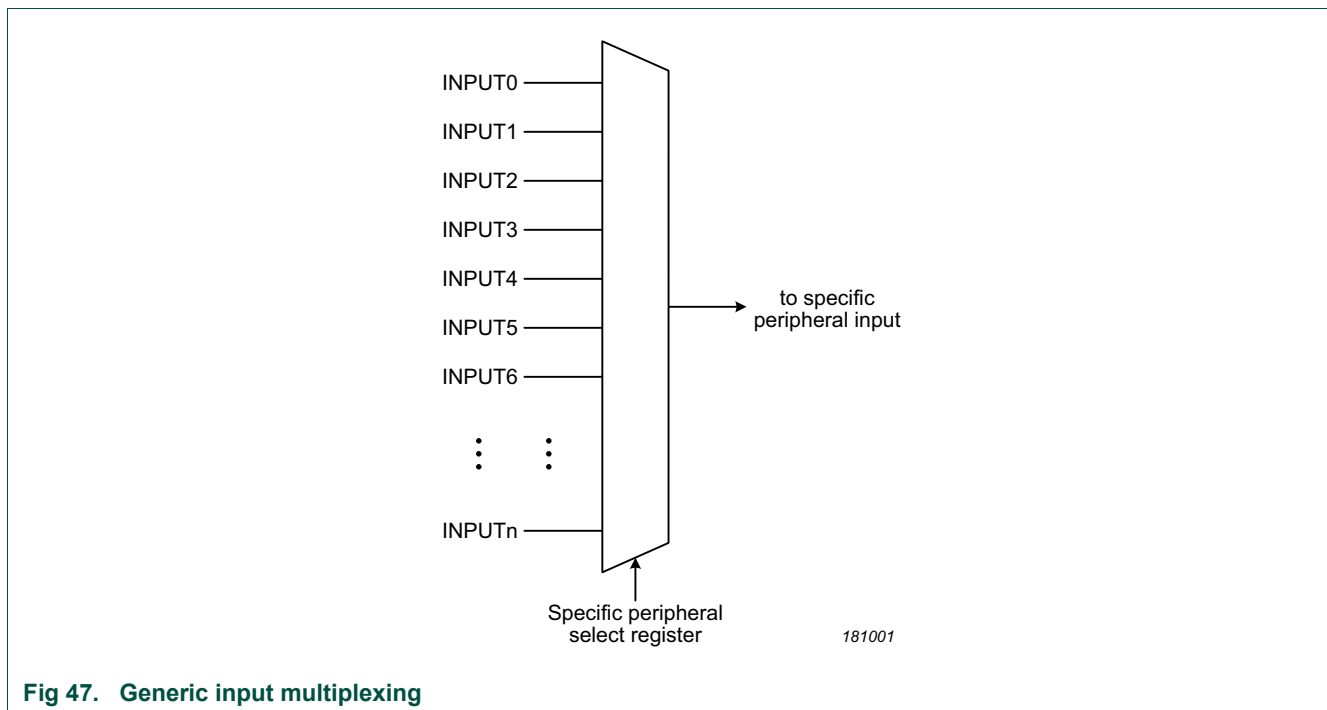 INPUT0
INPUT1
INPUT2
INPUT3
INPUT4
INPUT5
INPUT6
INPUTn
to specific
peripheral input
Specific peripheral
select register
181001
Fig 47. Generic input multiplexing